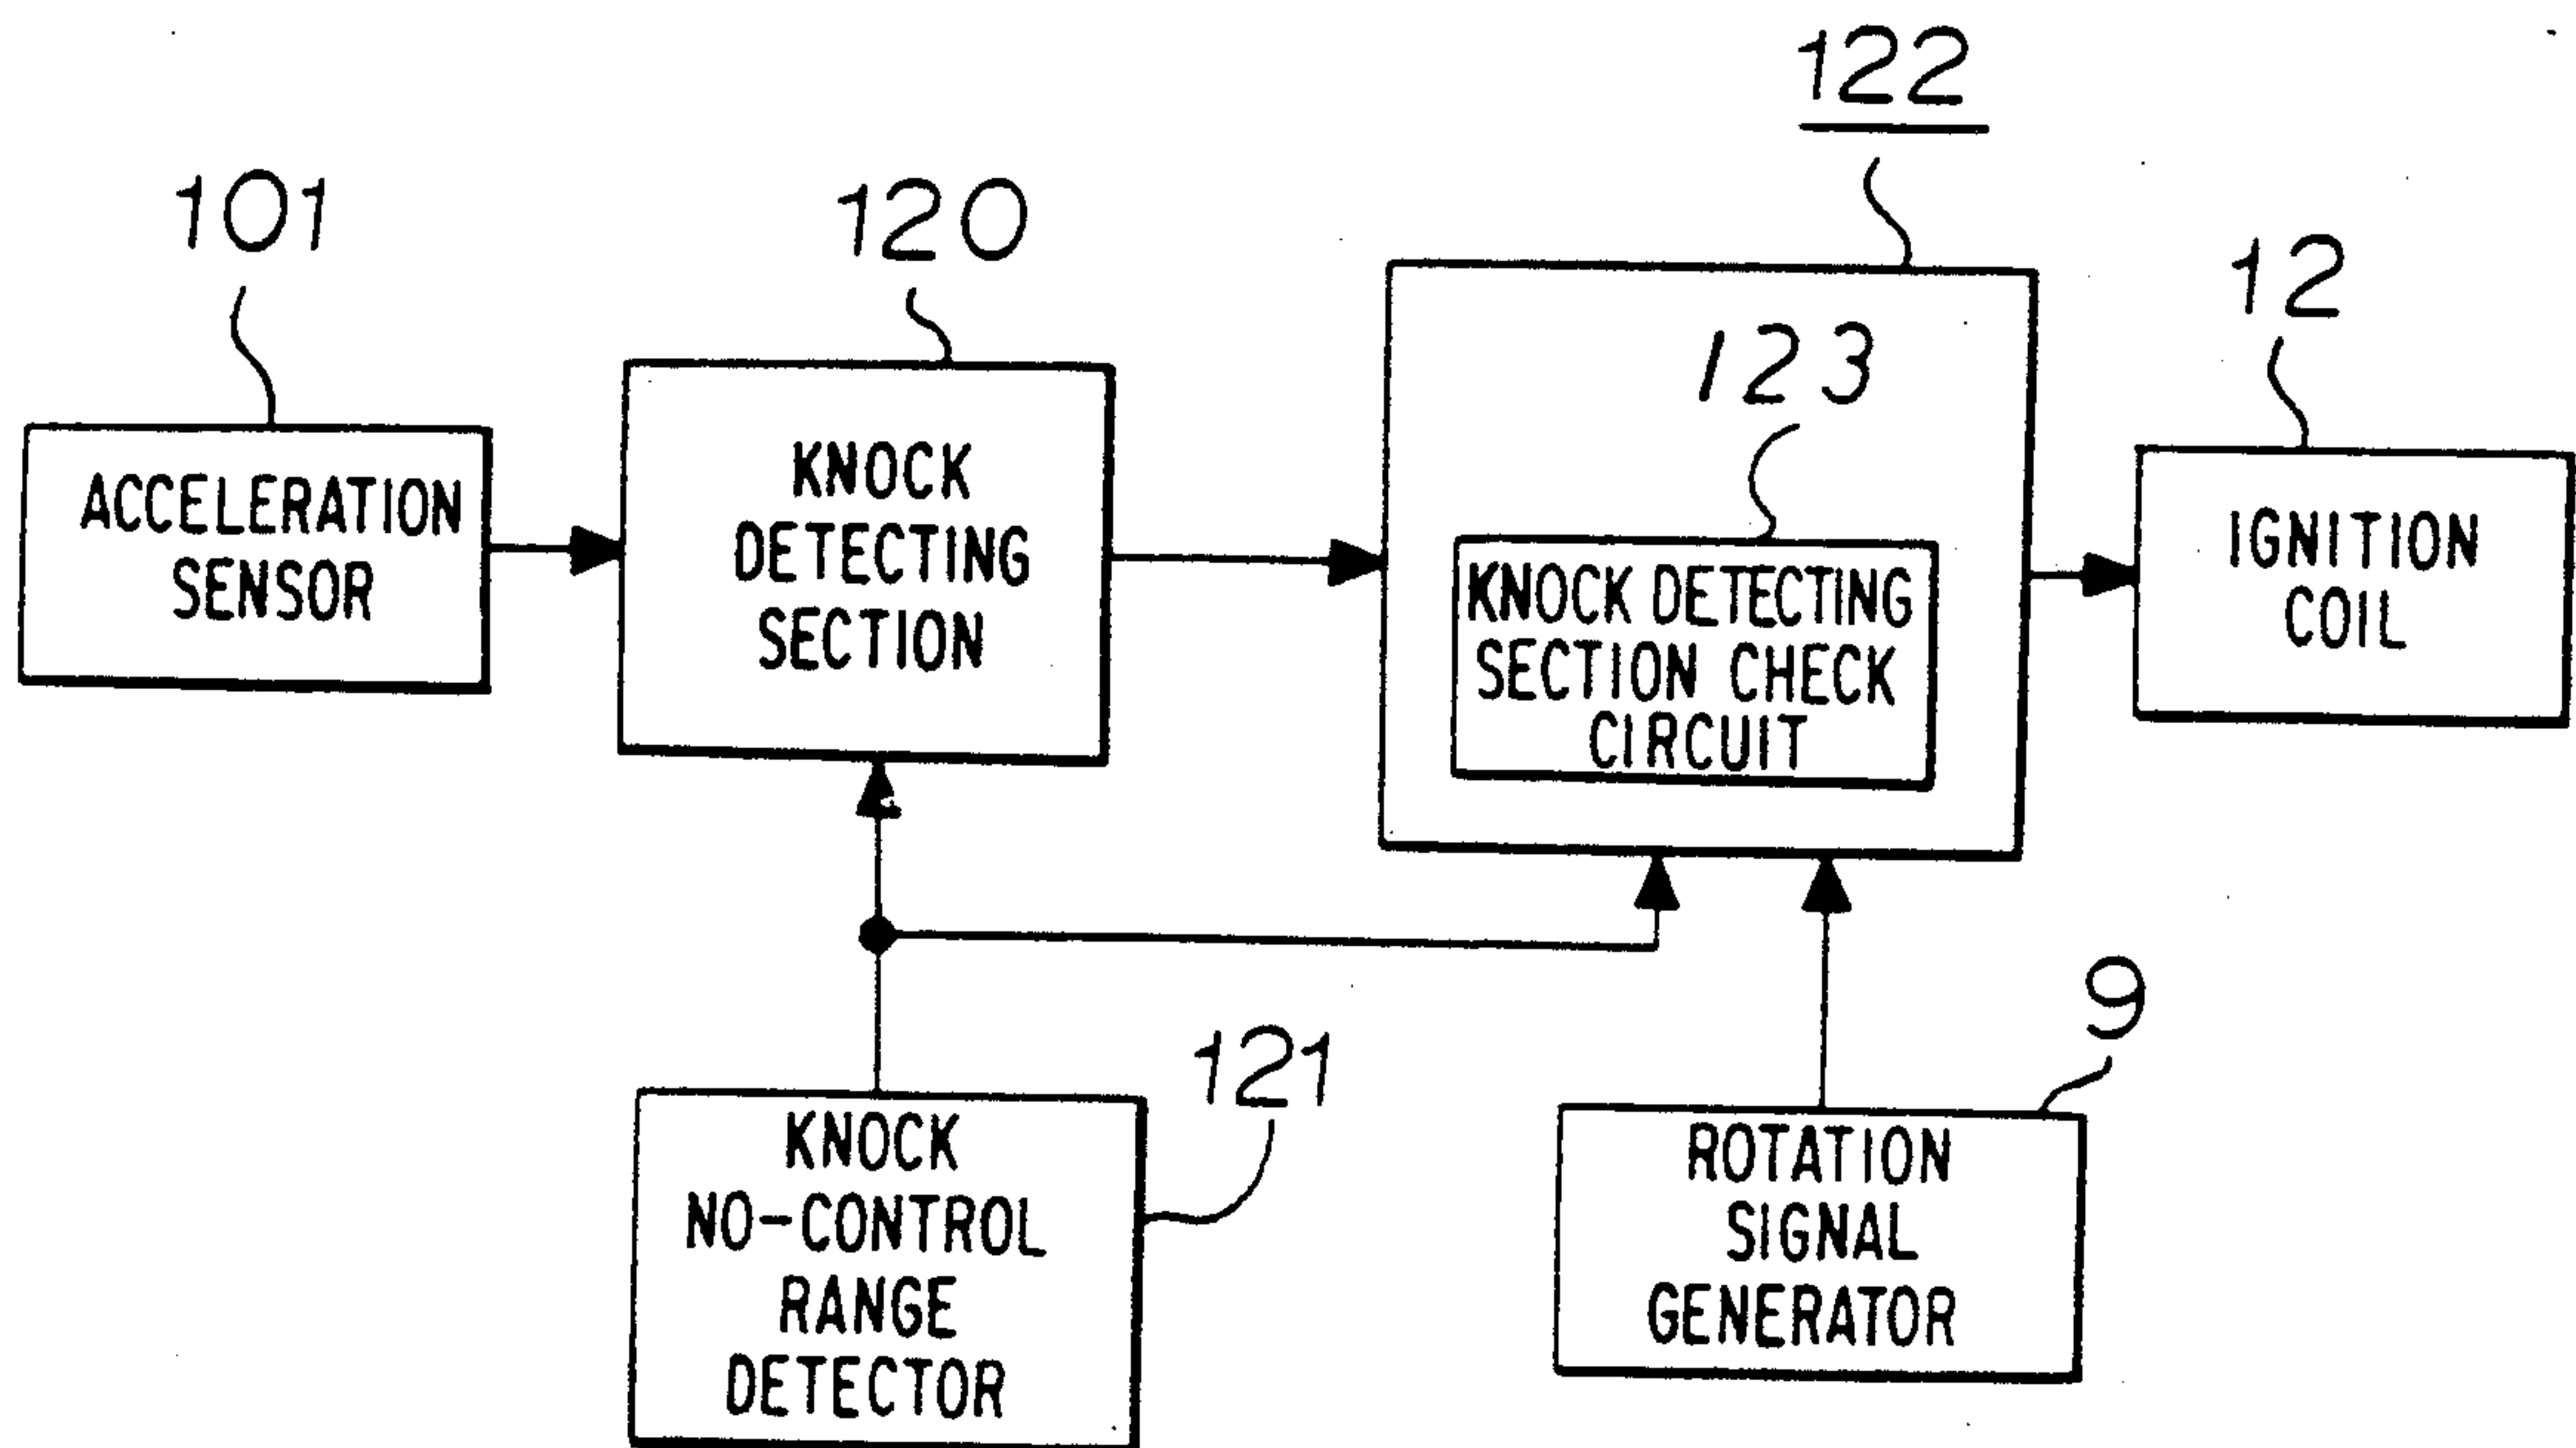 122
101
120
12
123
ACCELERATION
SENSOR
KNOCK
DETECTING
SECTION
KNOCK DETECTING
SECTION CHECK
CIRCUIT
IGNITION
COIL
121
9
KNOCK
NO-CONTROL
RANGE
DETECTOR
ROTATION
SIGNAL
GENERATOR